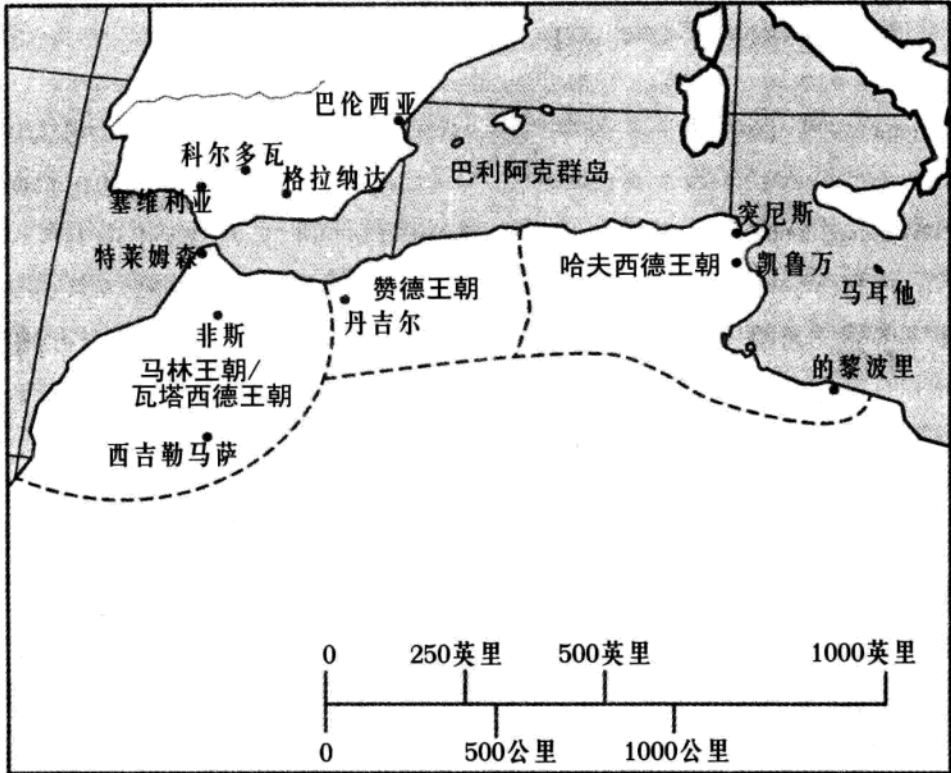 巴伦西亚
科尔多瓦
格拉纳达
巴利阿克群岛
塞维利亚
突尼斯
特莱姆森
哈夫西德王朝
凯鲁万
赞德王朝
马耳他
丹吉尔
非斯
马林王朝/
瓦塔西德王朝
的黎波里
西吉勒马萨
0 250英里 500英里 1000英里
0 500公里 1000公里